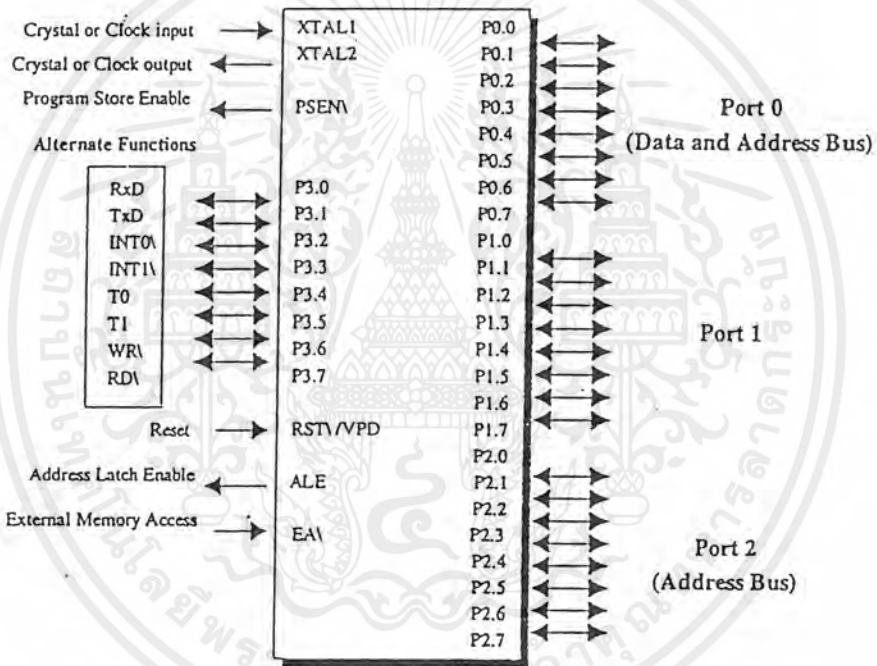 Crystal or Clock input
Crystal or Clock output
Program Store Enable
Alternate Functions
RxD
TxD
INT0\
INT1\
T0
T1
WR\
RD\
Reset
Address Latch Enable
External Memory Access
XTAL1
XTAL2
PSEN\
P3.0
P3.1
P3.2
P3.3
P3.4
P3.5
P3.6
P3.7
RST\/VPD
ALE
EA\
P0.0
P0.1
P0.2
P0.3
P0.4
P0.5
P0.6
P0.7
P1.0
P1.1
P1.2
P1.3
P1.4
P1.5
P1.6
P1.7
P2.0
P2.1
P2.2
P2.3
P2.4
P2.5
P2.6
P2.7
Port 0
(Data and Address Bus)
Port 1
Port 2
(Address Bus)